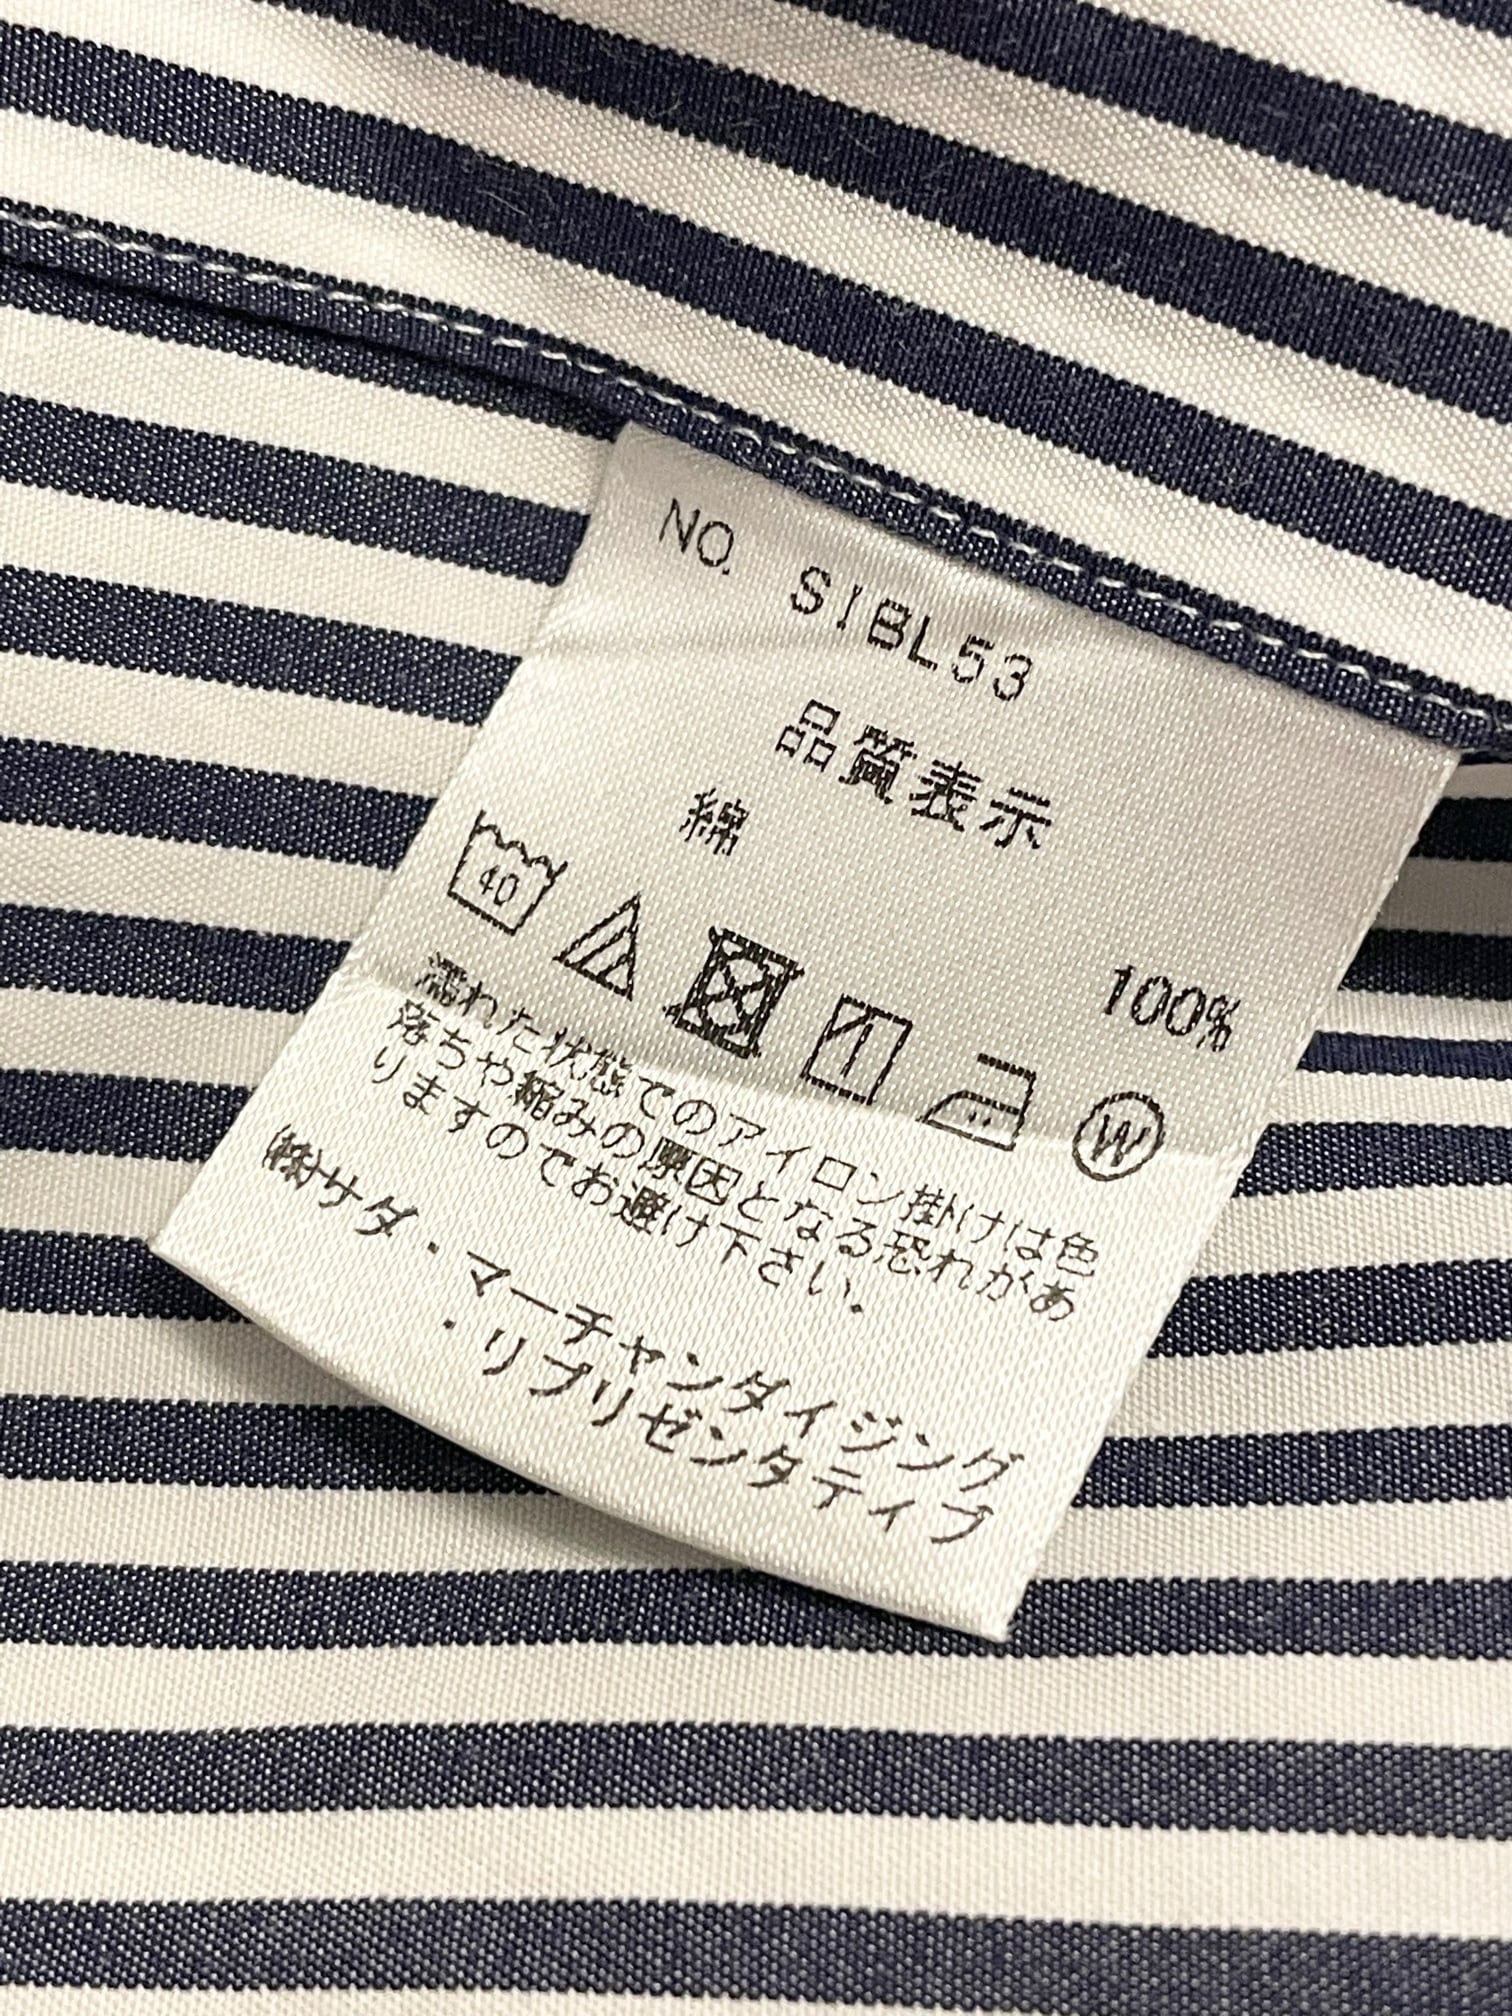 NO. SIBL53
品質表示
綿 100%
40 W
濡れた状態でのアイロン掛けは色
落ちや縮みの原因となる恐れがあ
りますのでお避け下さい。
㈱サダ・マーチャンダイジング
・リプリゼンタティブ